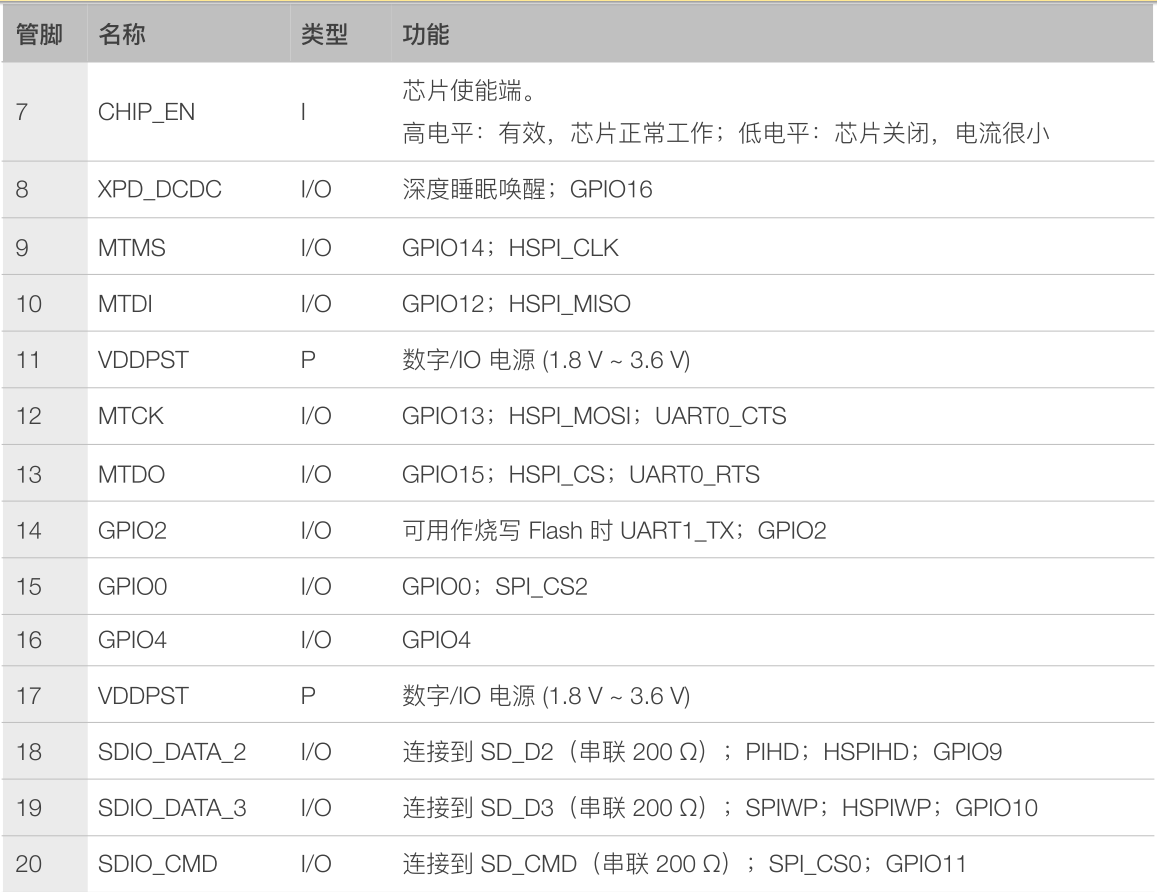 管脚 名称 类型 功能
芯片使能端。
7 CHIP_EN I
高电平：有效，芯片正常工作；低电平：芯片关闭，电流很小
8 XPD_DCDC I/O 深度睡眠唤醒；GPIO16
9 MTMS I/O GPIO14；HSPI_CLK
10 MTDI I/O GPIO12；HSPI_MISO
11 VDDPST P 数字/IO 电源 (1.8 V ~ 3.6 V)
12 MTCK I/O GPIO13；HSPI_MOSI；UART0_CTS
13 MTDO I/O GPIO15；HSPI_CS；UART0_RTS
14 GPIO2 I/O 可用作烧写 Flash 时 UART1_TX；GPIO2
15 GPIO0 I/O GPIO0；SPI_CS2
16 GPIO4 I/O GPIO4
17 VDDPST P 数字/IO 电源 (1.8 V ~ 3.6 V)
18 SDIO_DATA_2 I/O 连接到 SD_D2（串联 200 Ω）；PIHD；HSPIHD；GPIO9
19 SDIO_DATA_3 I/O 连接到 SD_D3（串联 200 Ω）；SPIWP；HSPIWP；GPIO10
20 SDIO_CMD I/O 连接到 SD_CMD（串联 200 Ω）；SPI_CS0；GPIO11